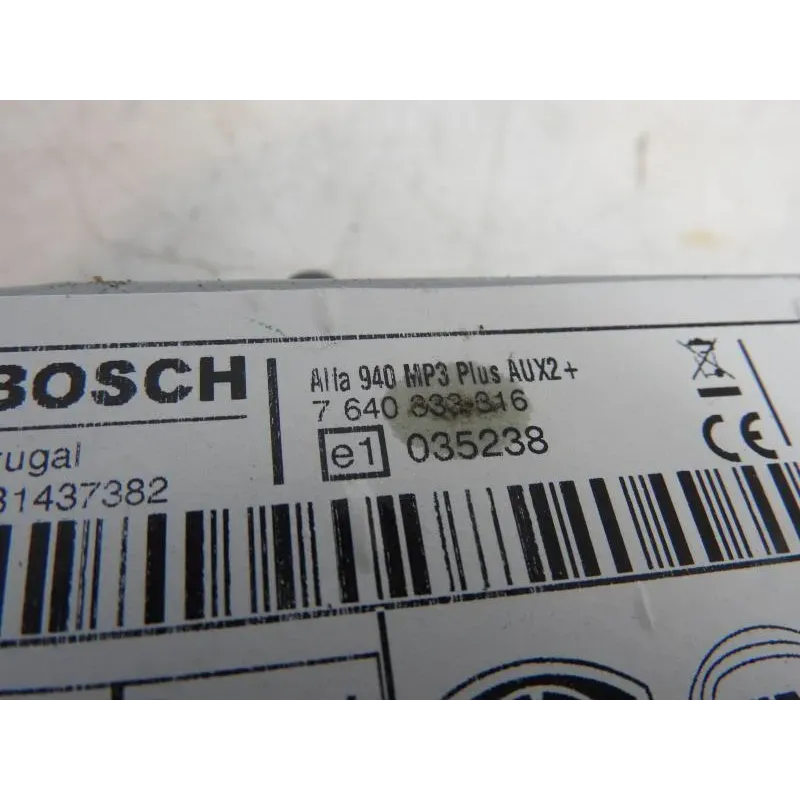 BOSCH
rugal
31437382
Alfa 940 MP3 Plus AUX2+
7 640 333 316
e1 035238
CE